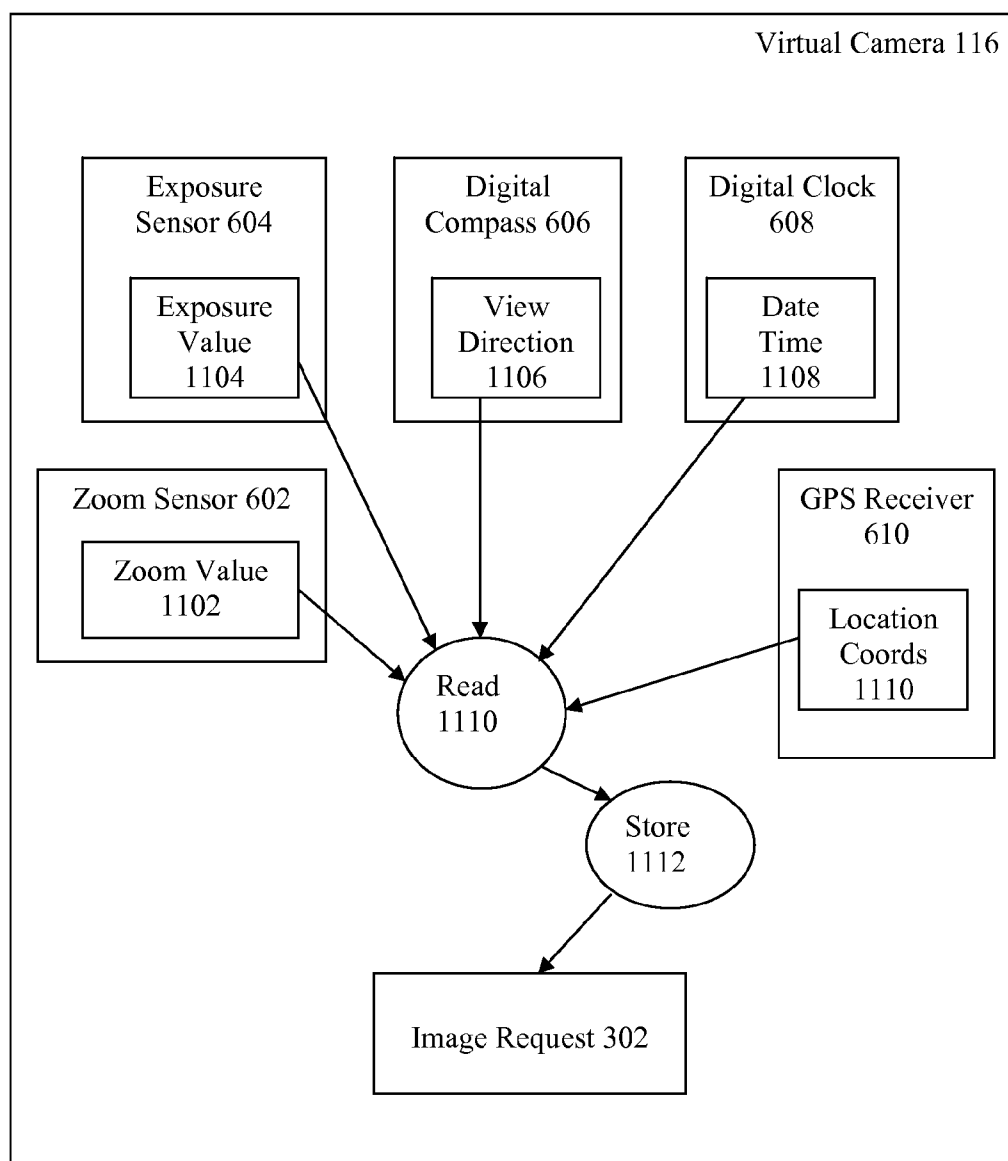 Virtual Camera 116
Exposure
Sensor 604
Exposure
Value
1104
Digital
Compass 606
View
Direction
1106
Digital Clock
608
Date
Time
1108
Zoom Sensor 602
Zoom Value
1102
GPS Receiver
610
Location
Coords
1110
Read
1110
Store
1112
Image Request 302